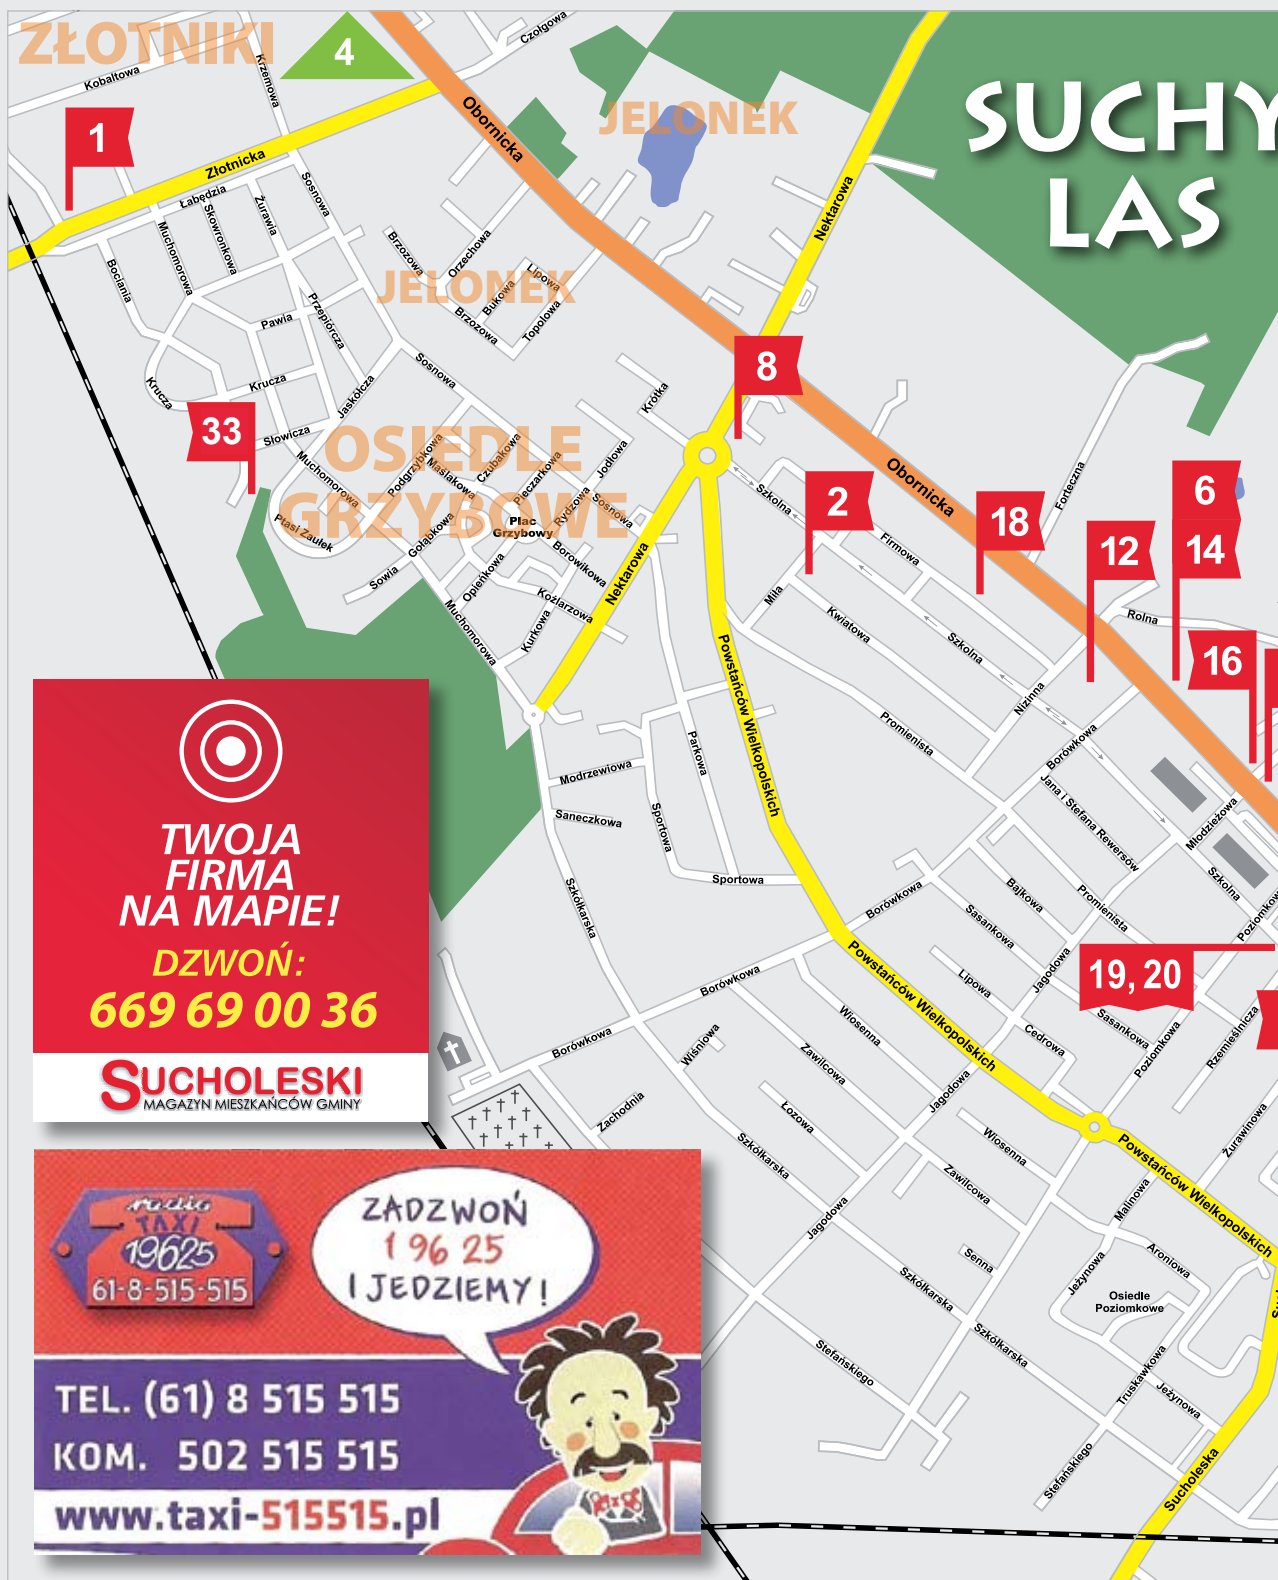 ZŁOTNIKI
4
Czołgowa
Kobaltowa
Krzemowa
SUCHY
LAS
JELONEK
Obornicka
1
Złotnicka
Łabędzia
Sosnowa
Żurawia
Skowronkowa
Muchomorowa
Bociania
Nektarowa
Brzozowa
Orzechowa
Lipowa
JELONEK
Bukowa
Topolowa
Brzozowa
Przepiórcza
Pawia
Sosnowa
Krucza
Krucza
Jaskółcza
Krótka
8
33
Słowicza
OSIEDLE
GRZYBOWE
Muchomorowa
Podgrzybkowa
Maślakowa
Czubakowa
Pieczarkowa
Jodłowa
Rydzowa
Sosnowa
Plac
Grzybowy
Ptasi Zaułek
Gołąbkowa
Sowia
Opieńkowa
Borowikowa
Koźlarzowa
Kurkowa
Muchomorowa
Nektarowa
Szkolna
2
Obornicka
Forteczna
6
18
12
14
Firmowa
Miła
Kwiatowa
Szkolna
Rolna
16
Powstańców Wielkopolskich
Nizinna
Promienista
Borówkowa
Parkowa
Modrzewiowa
Saneczkowa
Sportowa
Sportowa
Jana i Stefana Rewersów
Młodzieżowa
Szkolna
Poziomkowa
Bajkowa
Promienista
Borówkowa
Sasankowa
Szkółkarska
TWOJA
FIRMA
NA MAPIE!
DZWOŃ:
669 69 00 36
SUCHOLESKI
MAGAZYN MIESZKAŃCÓW GMINY
Powstańców Wielkopolskich
Lipowa
Jagodowa
19, 20
Borówkowa
Wiosenna
Cedrowa
Sasankowa
Poziomkowa
Rzemieślnicza
Borówkowa
Wiśniowa
Zawilcowa
Jagodowa
Zachodnia
Łozowa
Wiosenna
Żurawinowa
Powstańców Wielkopolskich
Szkółkarska
Zawilcowa
Malinowa
Jagodowa
Senna
Jeżynowa
Aroniowa
Osiedle
Poziomkowe
Szkółkarska
Szkółkarska
Stefańskiego
Truskawkowa
Jeżynowa
Stefańskiego
Sucholeska
radio
TAXI
19625
61-8-515-515
ZADZWOŃ
1 96 25
I JEDZIEMY!
TEL. (61) 8 515 515
KOM. 502 515 515
www.taxi-515515.pl